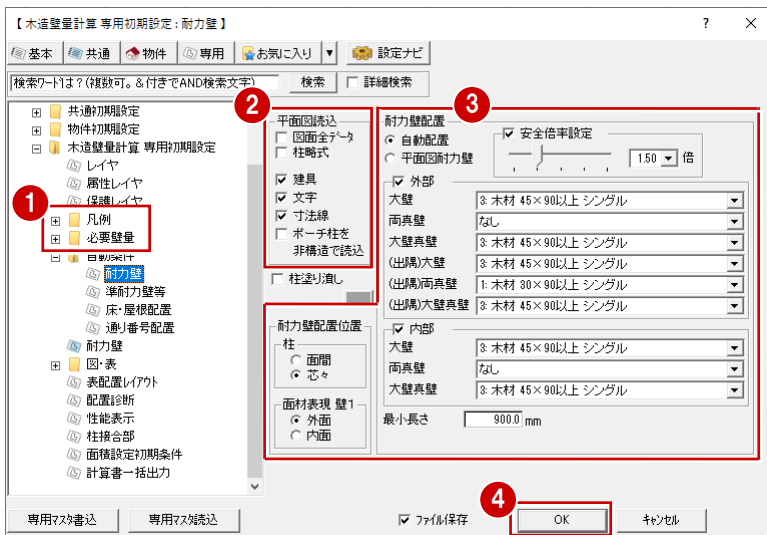 【 木造壁量計算 専用初期設定 : 耐力壁 】 ? ×
基本 共通 物件 専用 お気に入り ▼ 設定ナビ
検索ワードは？(複数可。＆付きでAND検索文字) 検索 詳細検索
共通初期設定
物件初期設定
木造壁量計算 専用初期設定
レイヤ
属性レイヤ
保護レイヤ
1
凡例
必要壁量
自動条件
耐力壁
準耐力壁等
床・屋根配置
通り番号配置
耐力壁
図・表
表配置レイアウト
配置診断
性能表示
柱接合部
面積設定初期条件
計算書一括出力
2
平面図読込
図面全データ
柱略式
建具
文字
寸法線
ポーチ柱を
非構造で読込
柱塗り潰し
耐力壁配置位置
柱
面間
芯々
面材表現 壁1
外面
内面
3
耐力壁配置
自動配置
平面図耐力壁
安全倍率設定
1.50 倍
外部
大壁 3: 木材 45×90以上 シングル
両真壁 なし
大壁真壁 3: 木材 45×90以上 シングル
(出隅)大壁 3: 木材 45×90以上 シングル
(出隅)両真壁 1: 木材 30×90以上 シングル
(出隅)大壁真壁 3: 木材 45×90以上 シングル
内部
大壁 3: 木材 45×90以上 シングル
両真壁 なし
大壁真壁 3: 木材 45×90以上 シングル
最小長さ 900.0 mm
4
専用マスタ書込 専用マスタ読込 ファイル保存 OK キャンセル